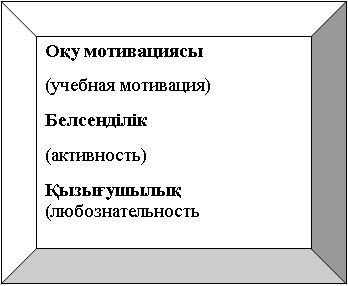 Оқу мотивациясы
(учебная мотивация)
Белсенділік
(активность)
Қызығушылық
(любознательность